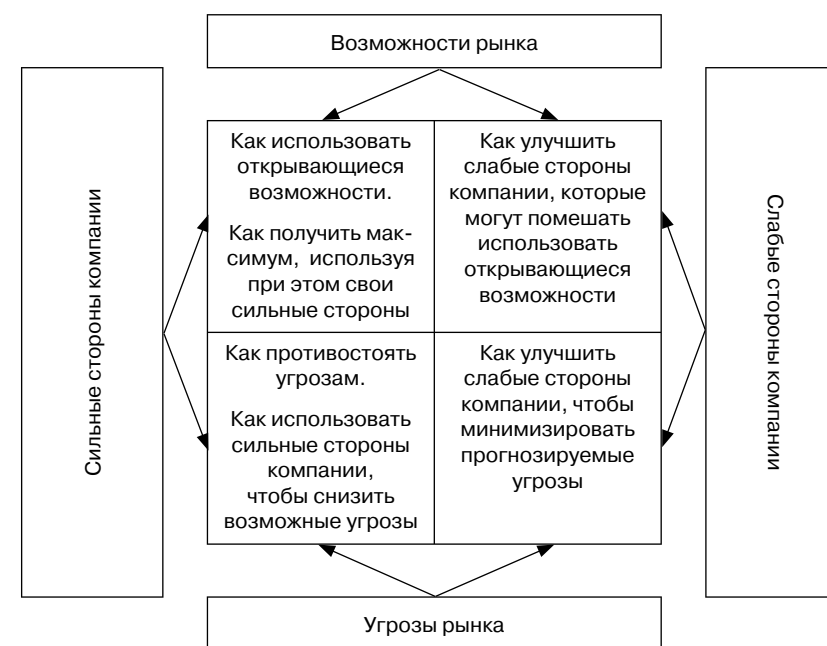 Возможности рынка
Сильные стороны компании
Как использовать
открывающиеся
возможности.
Как получить мак-
симум, используя
при этом свои
сильные стороны
Как улучшить
слабые стороны
компании, которые
могут помешать
использовать
открывающиеся
возможности
Слабые стороны компании
Как противостоять
угрозам.
Как использовать
сильные стороны
компании,
чтобы снизить
возможные угрозы
Как улучшить
слабые стороны
компании, чтобы
минимизировать
прогнозируемые
угрозы
Угрозы рынка